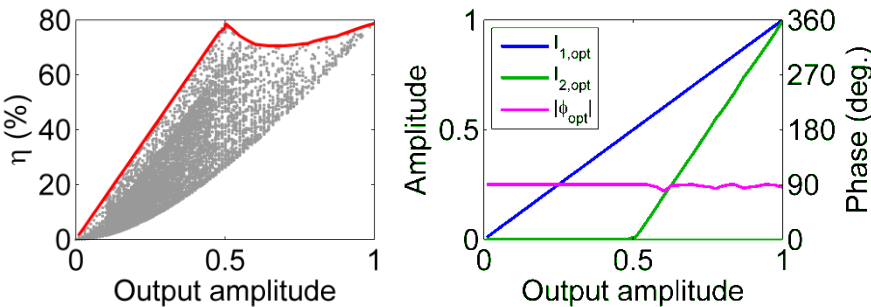 80
60
40
20
0
η (%)
0
0.5
1
Output amplitude
1
0.5
0
Amplitude
I1,opt
I2,opt
|ϕopt|
360
270
180
90
0
Phase (deg.)
0
0.5
1
Output amplitude